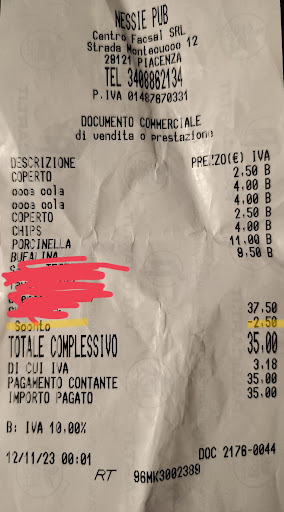 NESSIE PUB
Centro Facsal SRL
Strada Montecucco 12
29121 PIACENZA
TEL 3408862134
P.IVA 01487670331
DOCUMENTO COMMERCIALE
di vendita o prestazione
DESCRIZIONE PREZZO(€) IVA
COPERTO 2,50 B
coca cola 4,00 B
coca cola 4,00 B
COPERTO 2,50 B
CHIPS 4,00 B
PORCINELLA 11,00 B
BUFALINA 9,50 B
37,50
Sconto -2,50
TOTALE COMPLESSIVO 35,00
DI CUI IVA 3,18
PAGAMENTO CONTANTE 35,00
IMPORTO PAGATO 35,00
B: IVA 10,00%
12/11/23 00:01 DOC 2176-0044
RT 96MK3002389